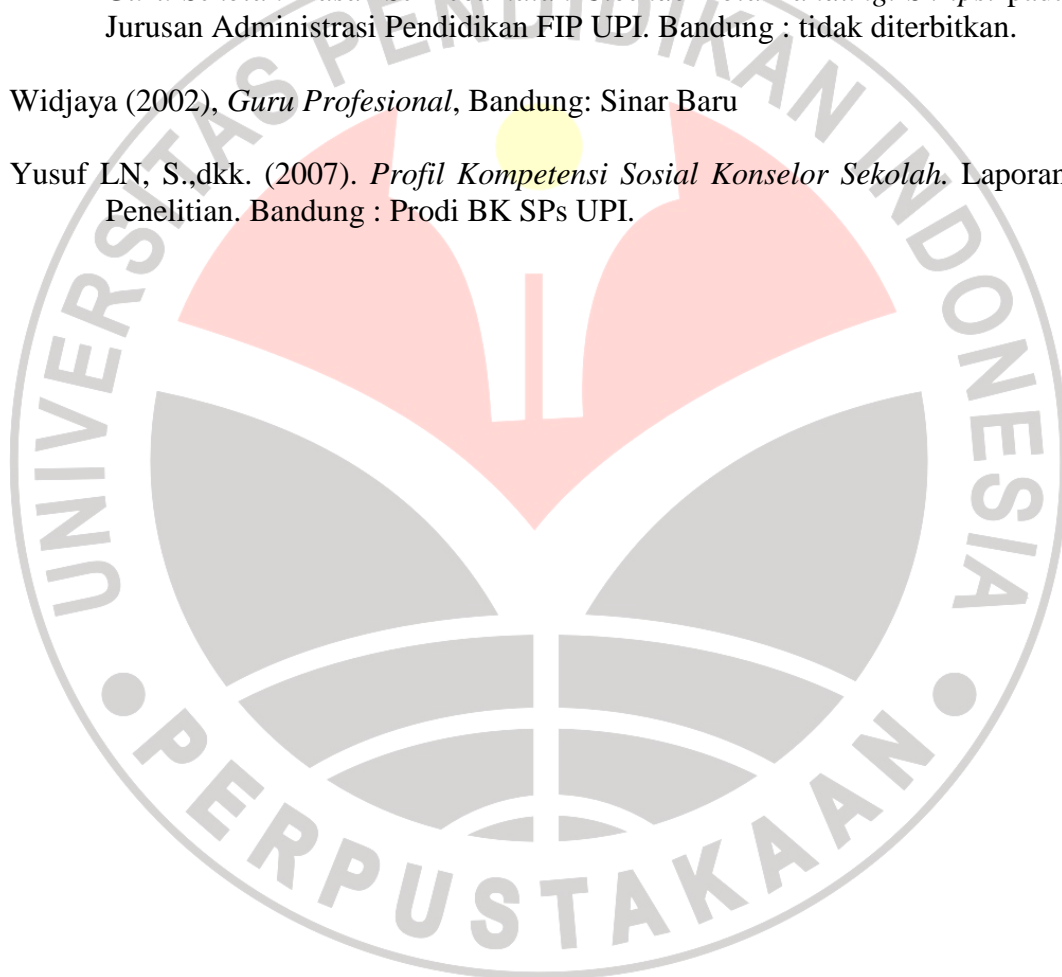 Jurusan Administrasi Pendidikan FIP UPI. Bandung : tidak diterbitkan.
Widjaya (2002), Guru Profesional, Bandung: Sinar Baru
Yusuf LN, S.,dkk. (2007). Profil Kompetensi Sosial Konselor Sekolah. Laporan
Penelitian. Bandung : Prodi BK SPs UPI.
UNIVERSITAS PENDIDIKAN INDONESIA
PERPUSTAKAAN